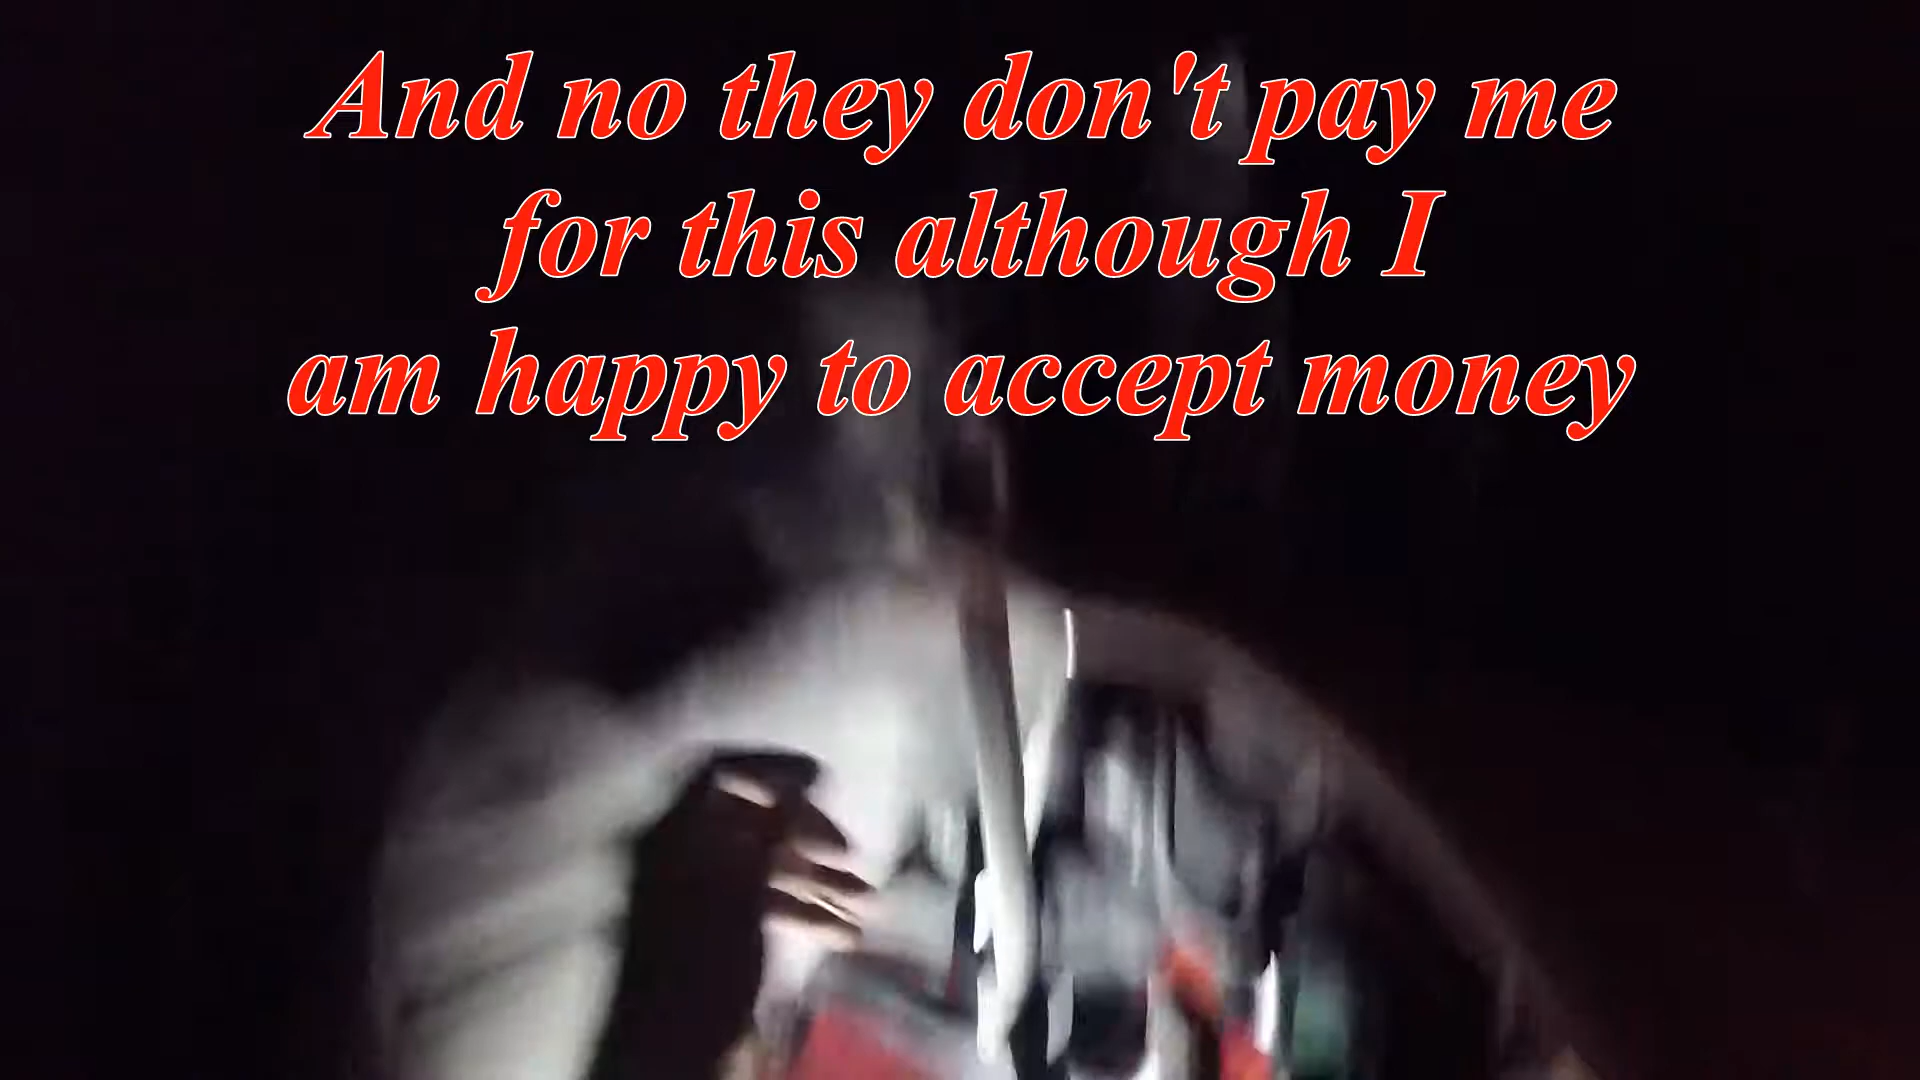 And no they don't pay me
for this although I
am happy to accept money